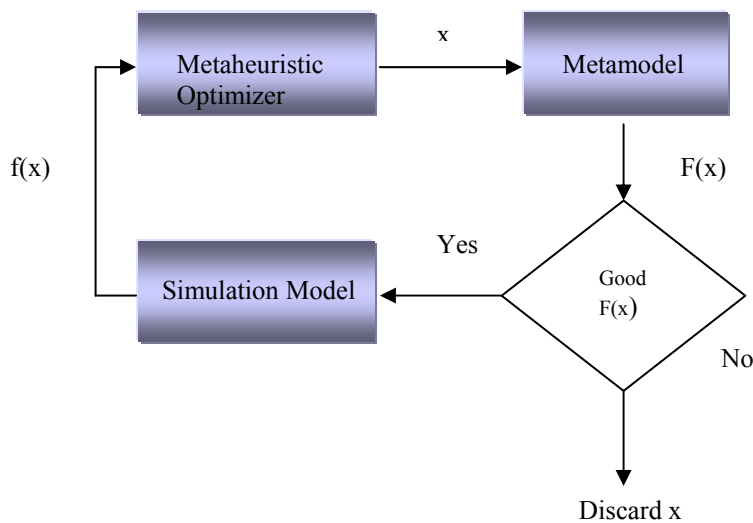 x
Metaheuristic
Optimizer
Metamodel
f(x)
F(x)
Yes
Simulation Model
Good
F(x)
No
Discard x